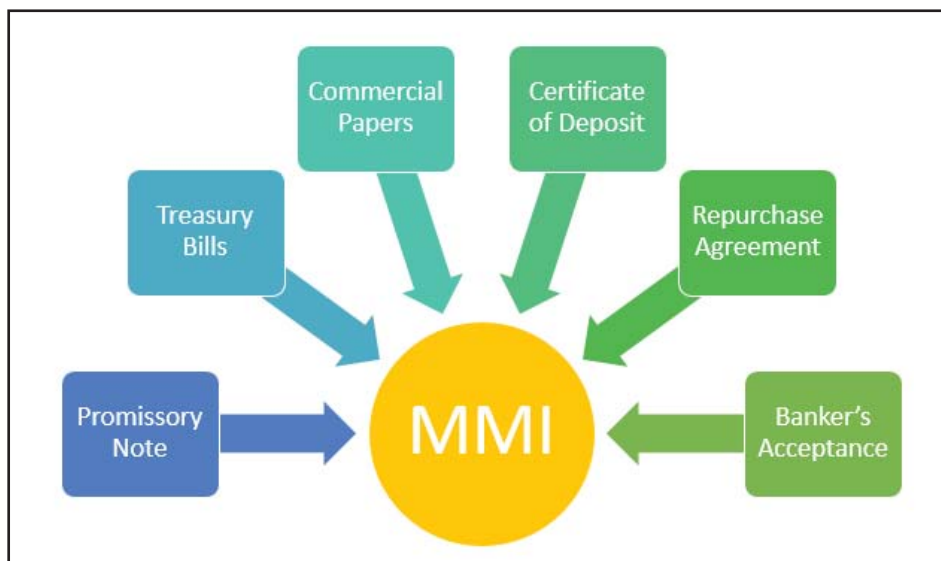 Commercial
Papers
Certificate
of Deposit
Treasury
Bills
Repurchase
Agreement
Promissory
Note
MMI
Banker's
Acceptance